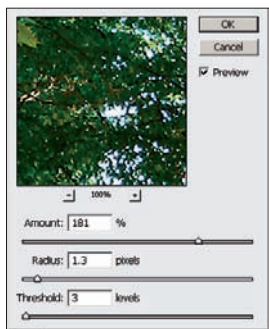 OK
Cancel
Preview
- 100% +
Amount: 181 %
Radius: 1.3 pixels
Threshold: 3 levels